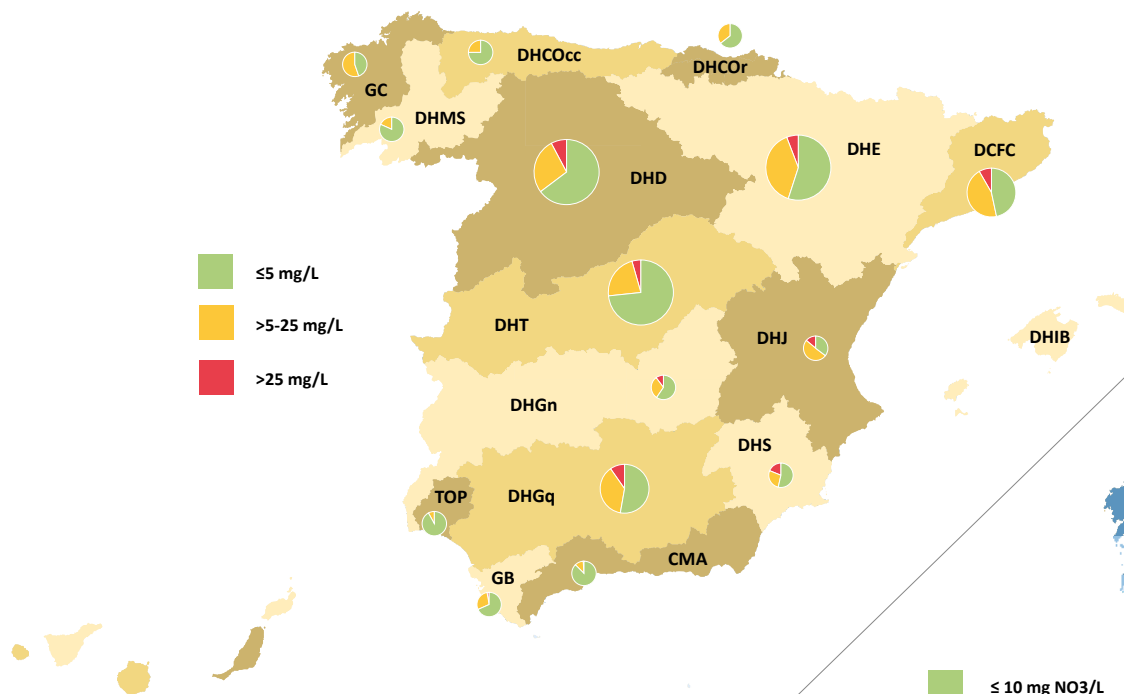 DHCOcc
DHCOr
GC
DHMS
DHE
DCFC
DHD
≤5 mg/L
>5-25 mg/L
DHT
DHJ
DHIB
>25 mg/L
DHGn
DHS
TOP
DHGq
CMA
GB
≤ 10 mg NO3/L